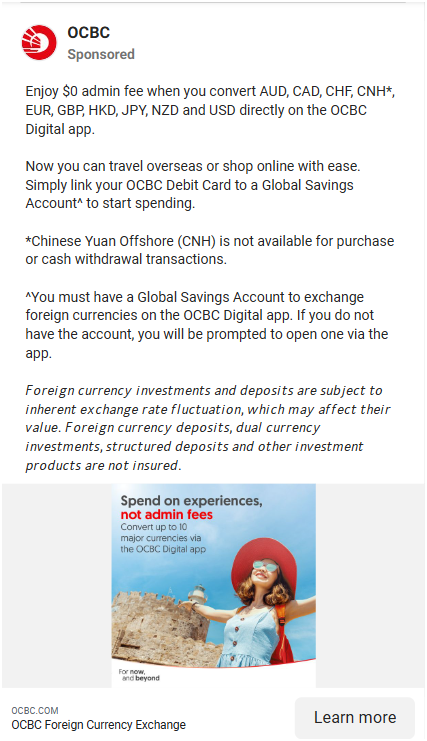 OCBC
Sponsored
Enjoy $0 admin fee when you convert AUD, CAD, CHF, CNH*,
EUR, GBP, HKD, JPY, NZD and USD directly on the OCBC
Digital app.
Now you can travel overseas or shop online with ease.
Simply link your OCBC Debit Card to a Global Savings
Account^ to start spending.
*Chinese Yuan Offshore (CNH) is not available for purchase
or cash withdrawal transactions.
^You must have a Global Savings Account to exchange
foreign currencies on the OCBC Digital app. If you do not
have the account, you will be prompted to open one via the
app.
Foreign currency investments and deposits are subject to
inherent exchange rate fluctuation, which may affect their
value. Foreign currency deposits, dual currency
investments, structured deposits and other investment
products are not insured.
Spend on experiences,
not admin fees
Convert up to 10
major currencies via
the OCBC Digital app
For now,
and beyond
OCBC.COM
OCBC Foreign Currency Exchange
Learn more